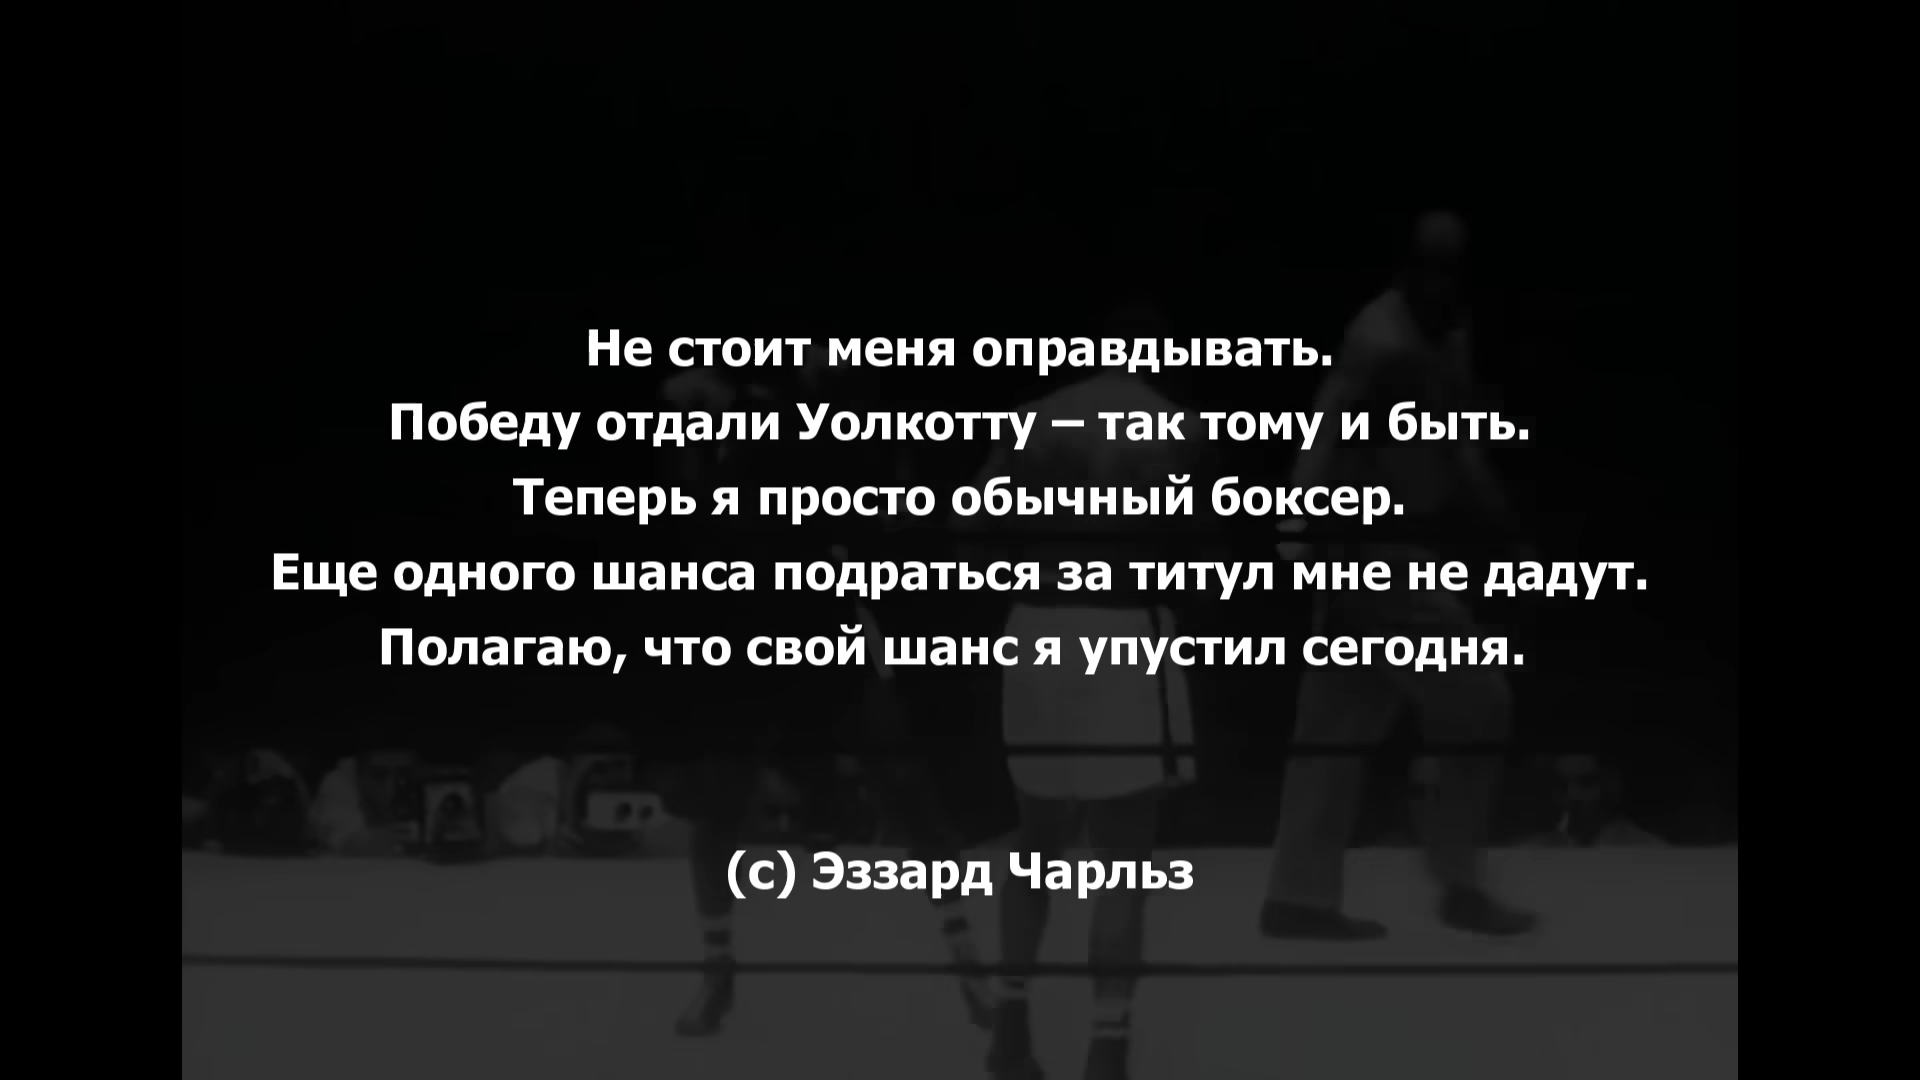 Не стоит меня оправдывать.
Победу отдали Уолкотту – так тому и быть.
Теперь я просто обычный боксер.
Еще одного шанса подраться за титул мне не дадут.
Полагаю, что свой шанс я упустил сегодня.
(с) Эззард Чарльз